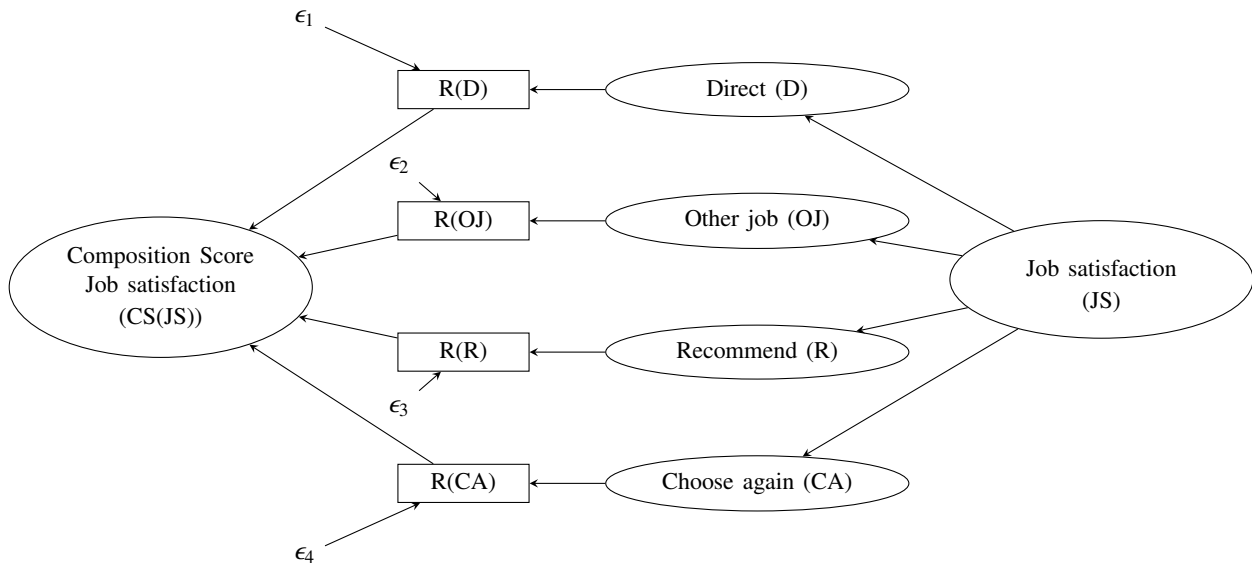 ϵ1
R(D)
Direct (D)
ϵ2
R(OJ)
Other job (OJ)
Composition Score
Job satisfaction
(CS(JS))
Job satisfaction
(JS)
R(R)
Recommend (R)
ϵ3
R(CA)
Choose again (CA)
ϵ4